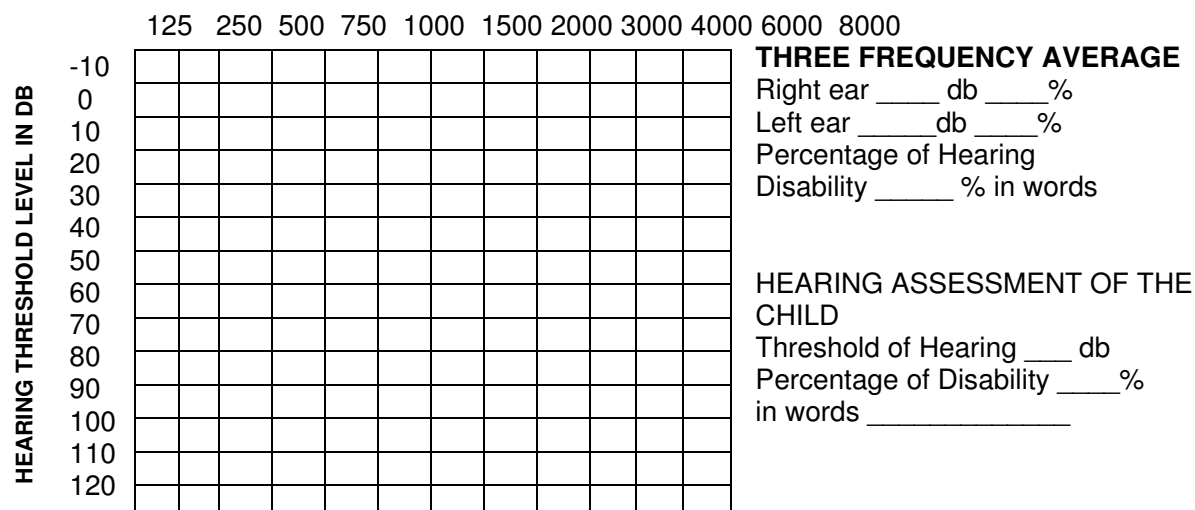 125 250 500 750 1000 1500 2000 3000 4000 6000 8000
HEARING THRESHOLD LEVEL IN DB
-10
0
10
20
30
40
50
60
70
80
90
100
110
120
THREE FREQUENCY AVERAGE
Right ear ____ db ____%
Left ear _____db ____%
Percentage of Hearing
Disability _____ % in words
HEARING ASSESSMENT OF THE
CHILD
Threshold of Hearing ___ db
Percentage of Disability ____%
in words _____________